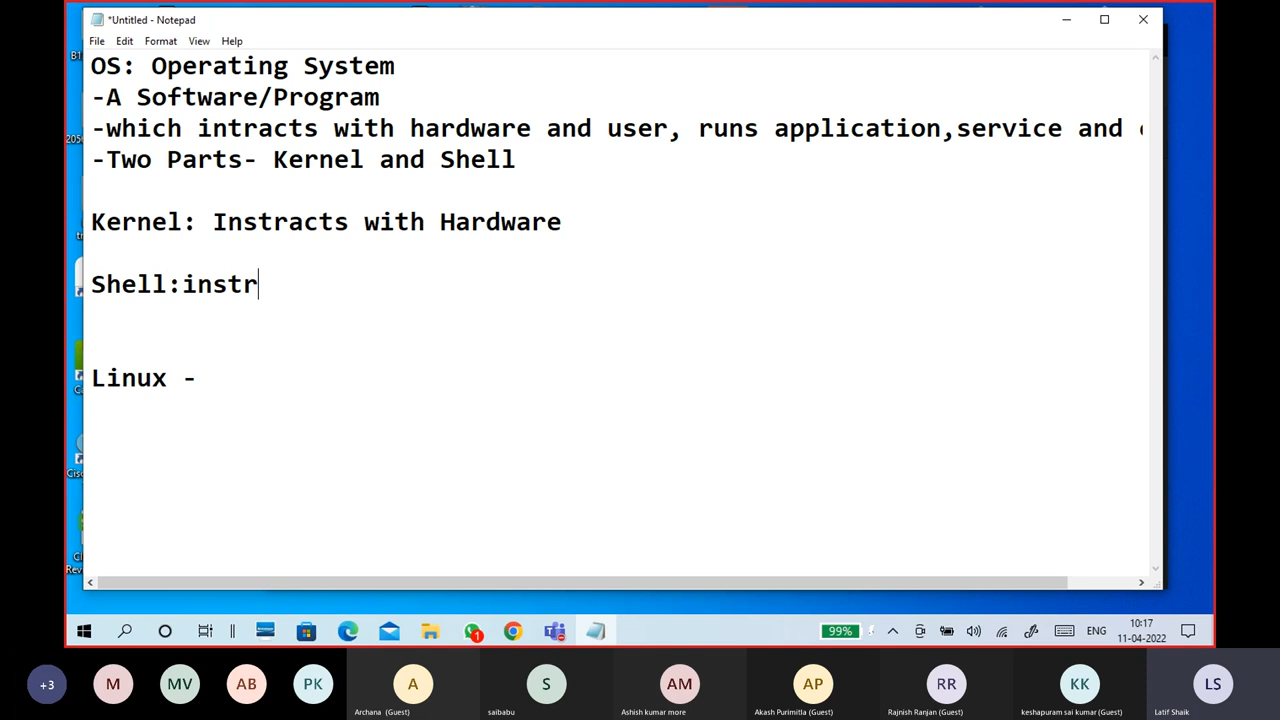 *Untitled - Notepad
File Edit Format View Help
OS: Operating System
-A Software/Program
-which intracts with hardware and user, runs application,service and
-Two Parts- Kernel and Shell
Kernel: Instracts with Hardware
Shell:instr
Linux -
99%
ENG
10:17
11-04-2022
1
+3
M
MV
AB
PK
A
S
AM
AP
RR
KK
LS
Archana (Guest)
saibabu
Ashish kumar more
Akash Purimitla (Guest)
Rajnish Ranjan (Guest)
keshapuram sai kumar (Guest)
Latif Shaik